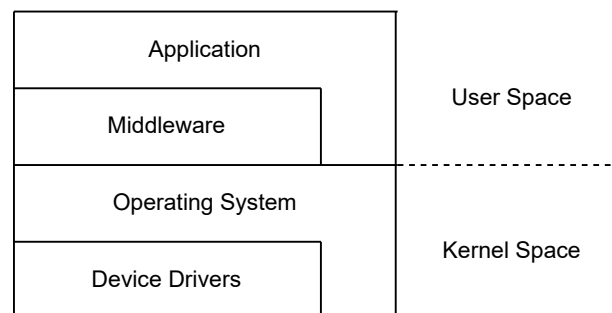 Application
User Space
Middleware
Operating System
Kernel Space
Device Drivers